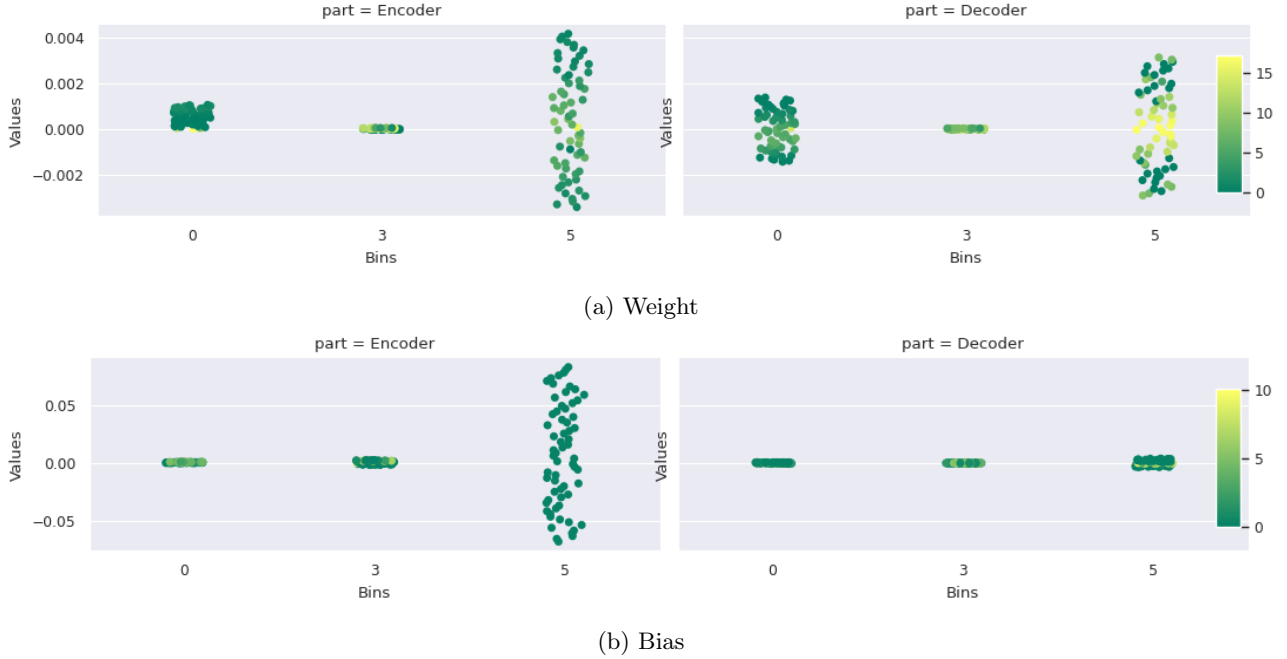 part = Encoder part = Decoder
0.004
0.002
0.000
−0.002
Values
Values
15
10
5
0
0 3 5
0 3 5
Bins Bins
(a) Weight
part = Encoder part = Decoder
0.05
0.00
−0.05
Values
Values
10
5
0
0 3 5
0 3 5
Bins Bins
(b) Bias